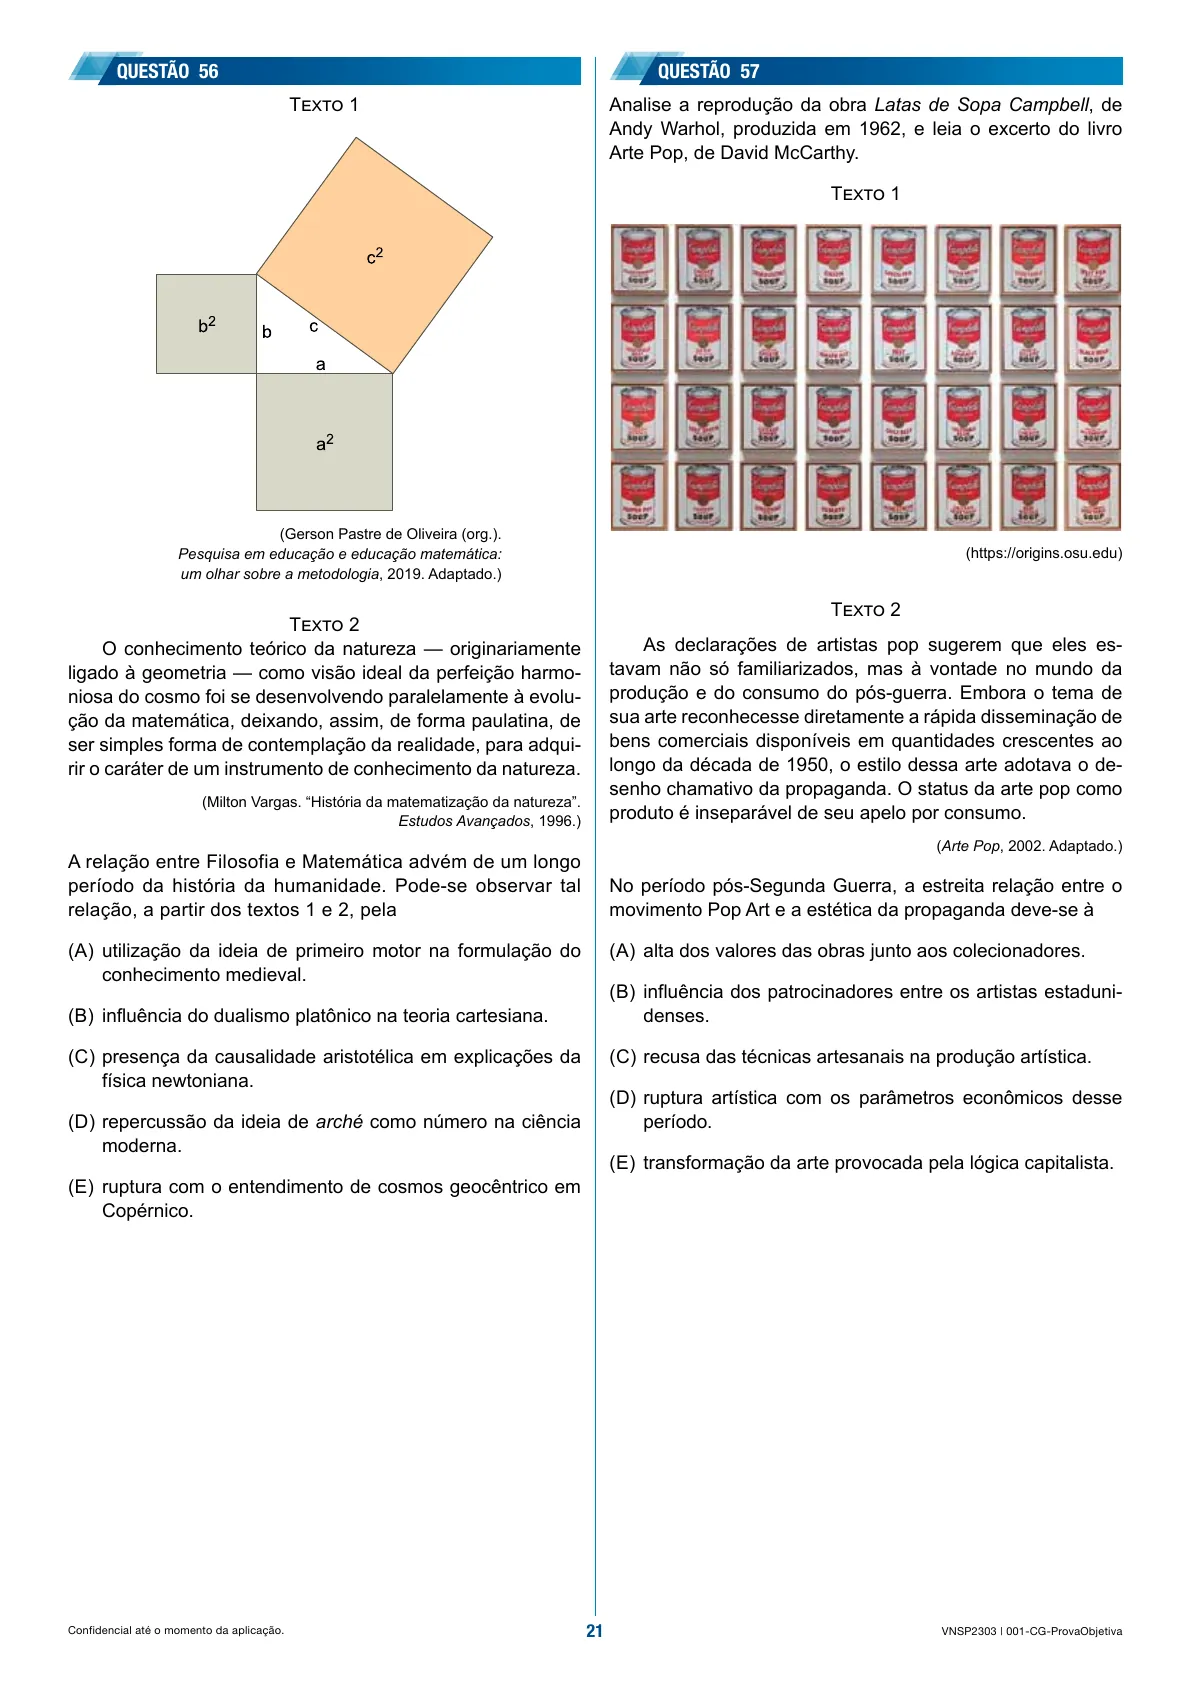 QUESTÃO 56
TEXTO 1
c²
b²
b
c
a
a²
(Gerson Pastre de Oliveira (org.).
Pesquisa em educação e educação matemática:
um olhar sobre a metodologia, 2019. Adaptado.)
TEXTO 2
O conhecimento teórico da natureza — originariamente
ligado à geometria — como visão ideal da perfeição harmo-
niosa do cosmo foi se desenvolvendo paralelamente à evolu-
ção da matemática, deixando, assim, de forma paulatina, de
ser simples forma de contemplação da realidade, para adqui-
rir o caráter de um instrumento de conhecimento da natureza.
(Milton Vargas. “História da matematização da natureza”.
Estudos Avançados, 1996.)
A relação entre Filosofia e Matemática advém de um longo
período da história da humanidade. Pode-se observar tal
relação, a partir dos textos 1 e 2, pela
(A) utilização da ideia de primeiro motor na formulação do
conhecimento medieval.
(B) influência do dualismo platônico na teoria cartesiana.
(C) presença da causalidade aristotélica em explicações da
física newtoniana.
(D) repercussão da ideia de arché como número na ciência
moderna.
(E) ruptura com o entendimento de cosmos geocêntrico em
Copérnico.
QUESTÃO 57
Analise a reprodução da obra Latas de Sopa Campbell, de
Andy Warhol, produzida em 1962, e leia o excerto do livro
Arte Pop, de David McCarthy.
TEXTO 1
(https://origins.osu.edu)
TEXTO 2
As declarações de artistas pop sugerem que eles es-
tavam não só familiarizados, mas à vontade no mundo da
produção e do consumo do pós-guerra. Embora o tema de
sua arte reconhecesse diretamente a rápida disseminação de
bens comerciais disponíveis em quantidades crescentes ao
longo da década de 1950, o estilo dessa arte adotava o de-
senho chamativo da propaganda. O status da arte pop como
produto é inseparável de seu apelo por consumo.
(Arte Pop, 2002. Adaptado.)
No período pós-Segunda Guerra, a estreita relação entre o
movimento Pop Art e a estética da propaganda deve-se à
(A) alta dos valores das obras junto aos colecionadores.
(B) influência dos patrocinadores entre os artistas estaduni-
denses.
(C) recusa das técnicas artesanais na produção artística.
(D) ruptura artística com os parâmetros econômicos desse
período.
(E) transformação da arte provocada pela lógica capitalista.
Confidencial até o momento da aplicação.
21
VNSP2303 | 001-CG-ProvaObjetiva